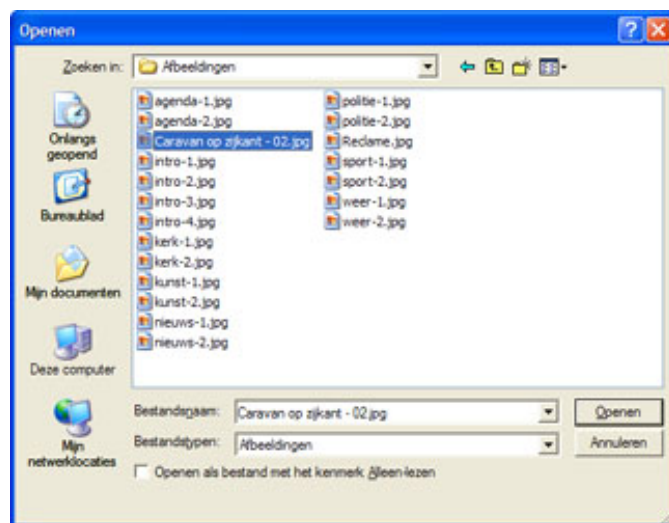 Openen
Zoeken in:
Afbeeldingen
Onlangs
geopend
Bureaublad
Mijn documenten
Deze computer
Mijn
netwerklocaties
agenda-1.jpg
agenda-2.jpg
Caravan op zijkant - 02.jpg
intro-1.jpg
intro-2.jpg
intro-3.jpg
intro-4.jpg
kerk-1.jpg
kerk-2.jpg
kunst-1.jpg
kunst-2.jpg
nieuws-1.jpg
nieuws-2.jpg
politie-1.jpg
politie-2.jpg
Reclame.jpg
sport-1.jpg
sport-2.jpg
weer-1.jpg
weer-2.jpg
Bestandsnaam:
Caravan op zijkant - 02.jpg
Openen
Bestandstypen:
Afbeeldingen
Annuleren
Openen als bestand met het kenmerk Alleen-lezen